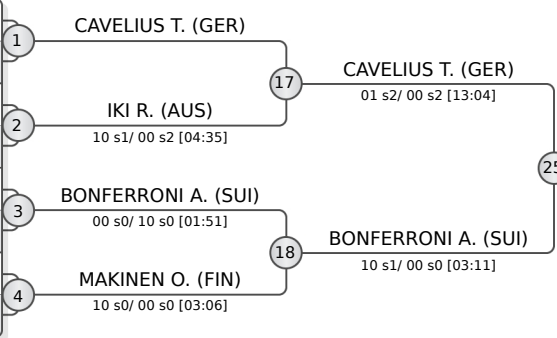 CAVELIUS T. (GER)
1
17
CAVELIUS T. (GER)
01 s2/ 00 s2 [13:04]
IKI R. (AUS)
2
10 s1/ 00 s2 [04:35]
25
BONFERRONI A. (SUI)
3
00 s0/ 10 s0 [01:51]
18
BONFERRONI A. (SUI)
10 s1/ 00 s0 [03:11]
MAKINEN O. (FIN)
4
10 s0/ 00 s0 [03:06]